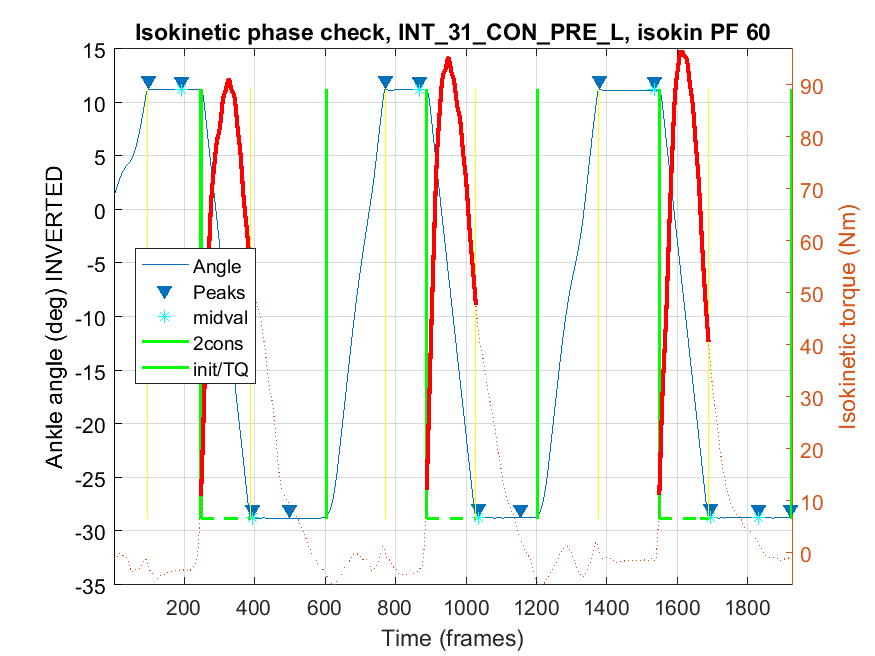 Isokinetic phase check, INT_31_CON_PRE_L, isokin PF 60
Ankle angle (deg) INVERTED
15
10
5
0
-5
-10
-15
-20
-25
-30
-35
Angle
Peaks
midval
2cons
init/TQ
90
80
70
60
50
40
30
20
10
0
Isokinetic torque (Nm)
200 400 600 800 1000 1200 1400 1600 1800
Time (frames)